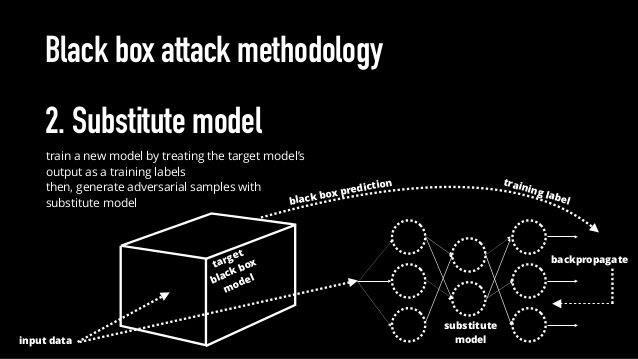 Black box attack methodology
2. Substitute model
train a new model by treating the target model's
output as a training labels
then, generate adversarial samples with
substitute model
black box prediction
training label
target
black box
model
backpropagate
substitute
model
input data